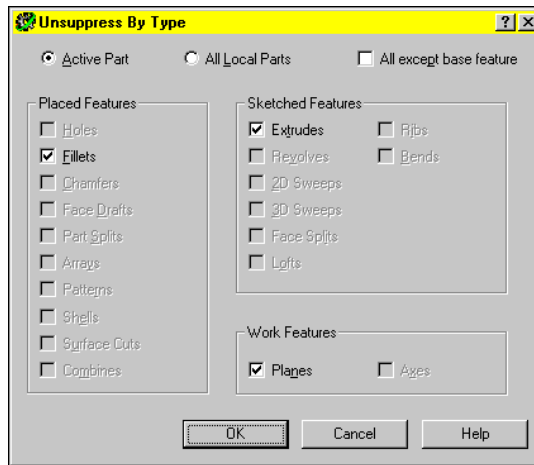 Unsuppress By Type
Active Part All Local Parts All except base feature
Placed Features
Holes
Fillets
Chamfers
Face Drafts
Part Splits
Arrays
Patterns
Shells
Surface Cuts
Combines
Sketched Features
Extrudes Ribs
Revolves Bends
2D Sweeps
3D Sweeps
Face Splits
Lofts
Work Features
Planes Axes
OK Cancel Help